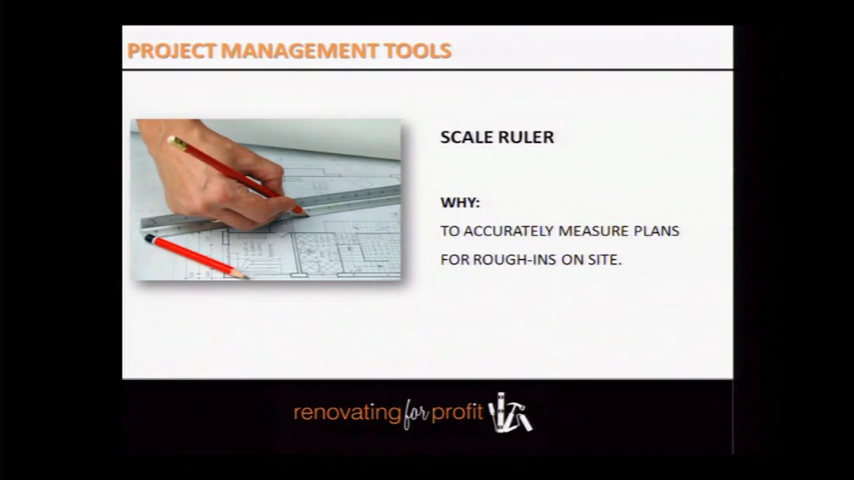 PROJECT MANAGEMENT TOOLS
SCALE RULER
WHY:
TO ACCURATELY MEASURE PLANS
FOR ROUGH-INS ON SITE.
renovating for profit